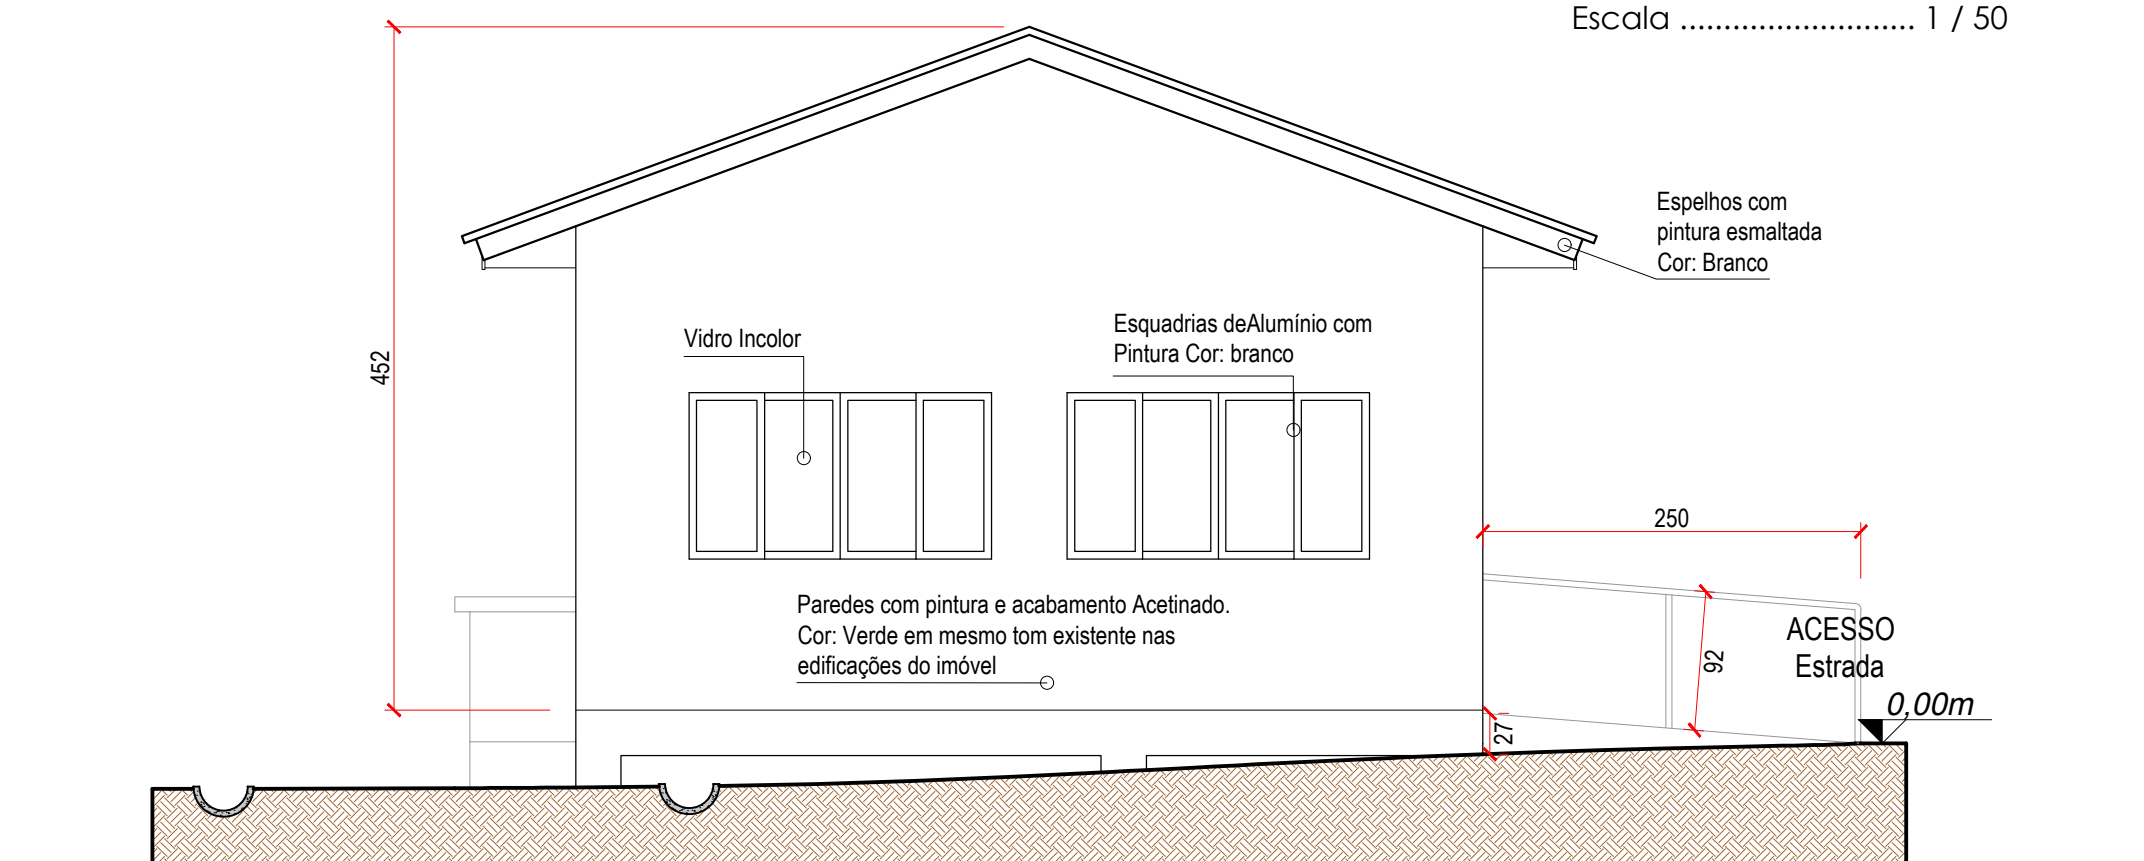 Escala ........................... 1 / 50
Espelhos com
pintura esmaltada
Cor: Branco
Vidro Incolor
Esquadrias deAlumínio com
Pintura Cor: branco
452
250
Paredes com pintura e acabamento Acetinado.
Cor: Verde em mesmo tom existente nas
edificações do imóvel
92
ACESSO
Estrada
0,00m
27